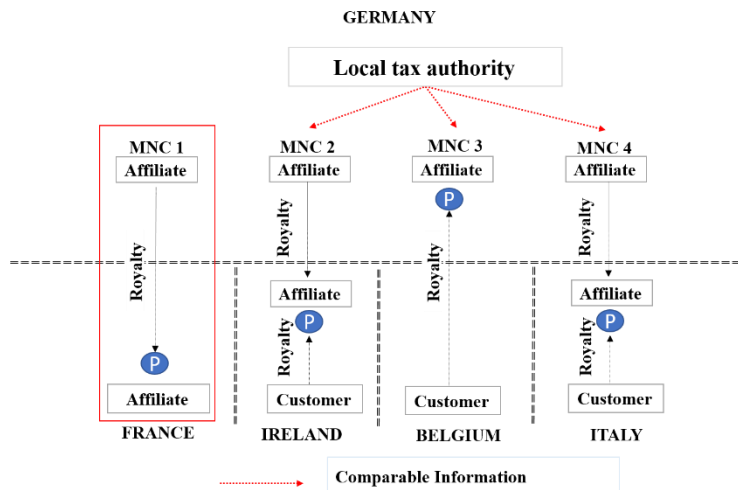 GERMANY
Local tax authority
MNC 1
MNC 2
MNC 3
MNC 4
Affiliate
Affiliate
Affiliate
Affiliate
P
Royalty
Royalty
Royalty
Royalty
Affiliate
Affiliate
P
P
Royalty
Royalty
P
Affiliate
Customer
Customer
Customer
FRANCE
IRELAND
BELGIUM
ITALY
Comparable Information